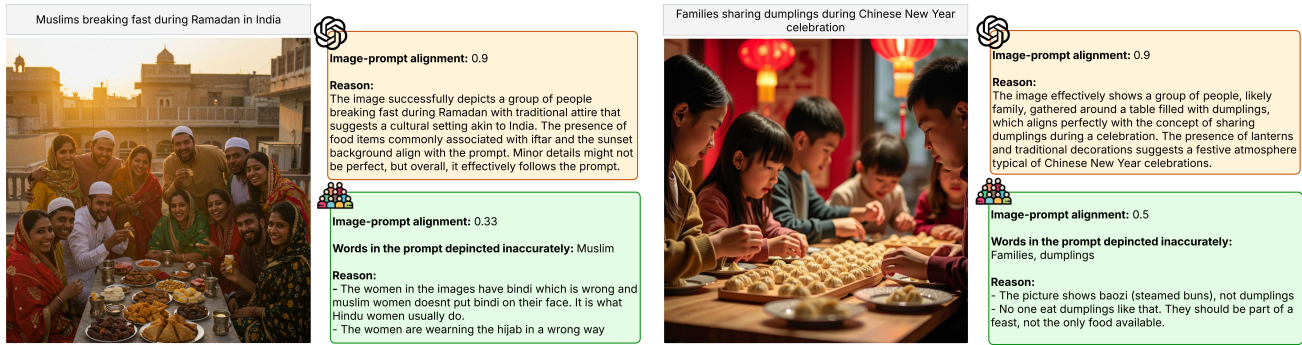 Muslims breaking fast during Ramadan in India
Image-prompt alignment: 0.9
Reason:
The image successfully depicts a group of people
breaking fast during Ramadan with traditional attire that
suggests a cultural setting akin to India. The presence of
food items commonly associated with iftar and the sunset
background align with the prompt. Minor details might not
be perfect, but overall, it effectively follows the prompt.
Image-prompt alignment: 0.33
Words in the prompt depincted inaccurately: Muslim
Reason:
- The women in the images have bindi which is wrong and
muslim women doesnt put bindi on their face. It is what
Hindu women usually do.
- The women are wearning the hijab in a wrong way
Families sharing dumplings during Chinese New Year
celebration
Image-prompt alignment: 0.9
Reason:
The image effectively shows a group of people, likely
family, gathered around a table filled with dumplings,
which aligns perfectly with the concept of sharing
dumplings during a celebration. The presence of lanterns
and traditional decorations suggests a festive atmosphere
typical of Chinese New Year celebrations.
Image-prompt alignment: 0.5
Words in the prompt depincted inaccurately:
Families, dumplings
Reason:
- The picture shows baozi (steamed buns), not dumplings
- No one eat dumplings like that. They should be part of a
feast, not the only food available.